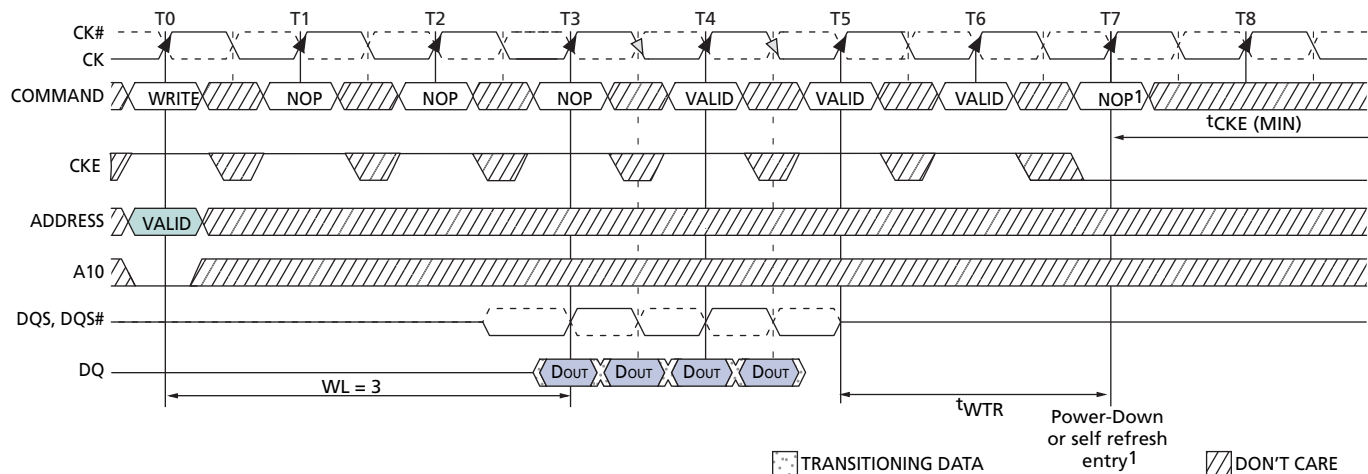 T0 T1 T2 T3 T4 T5 T6 T7 T8
CK#
CK
COMMAND WRITE NOP NOP NOP VALID VALID VALID NOP1
tCKE (MIN)
CKE
ADDRESS VALID
A10
DQS, DQS#
DQ DOUT DOUT DOUT DOUT
WL = 3
tWTR
Power-Down
or self refresh
entry1
TRANSITIONING DATA DON'T CARE